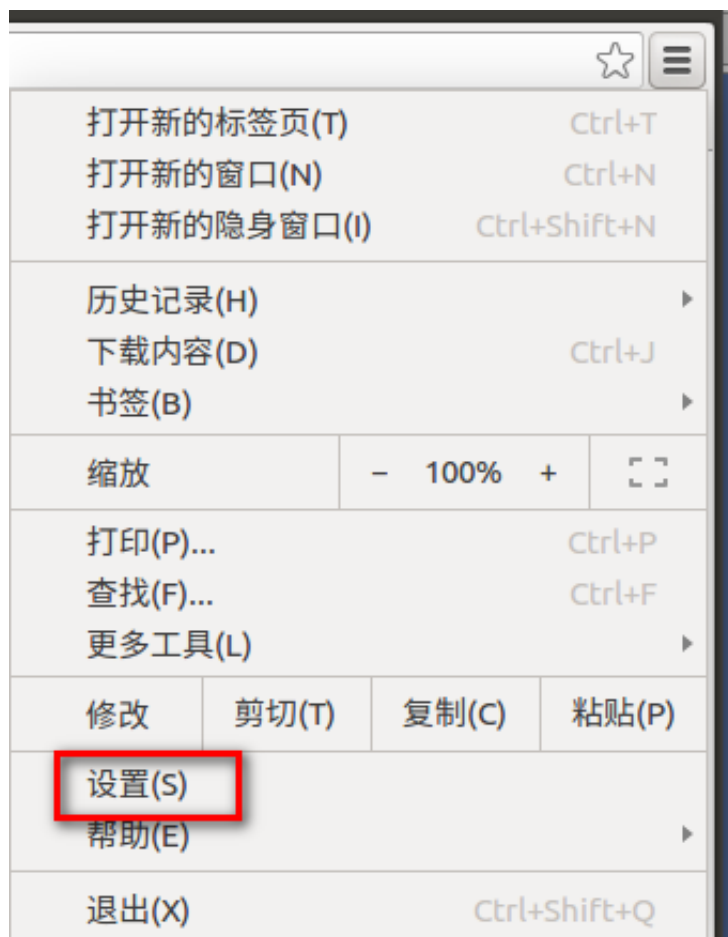 打开新的标签页(T) Ctrl+T
打开新的窗口(N) Ctrl+N
打开新的隐身窗口(I) Ctrl+Shift+N
历史记录(H)
下载内容(D) Ctrl+J
书签(B)
缩放 - 100% +
打印(P)... Ctrl+P
查找(F)... Ctrl+F
更多工具(L)
修改 剪切(T) 复制(C) 粘贴(P)
设置(S)
帮助(E)
退出(X) Ctrl+Shift+Q